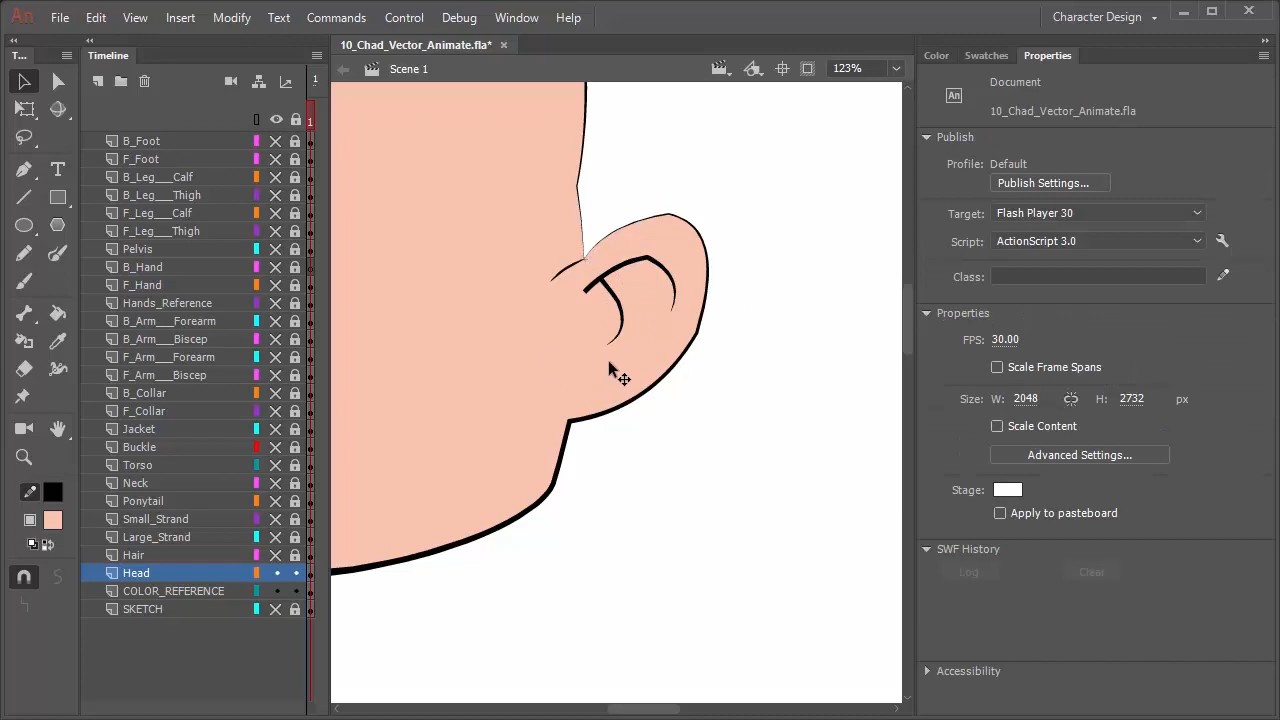 An File Edit View Insert Modify Text Commands Control Debug Window Help Character Design
T... Timeline 10_Chad_Vector_Animate.fla* Color Swatches Properties
1 Scene 1 123%
Document
An 10_Chad_Vector_Animate.fla
1
Publish
Profile: Default
Publish Settings...
Target: Flash Player 30
Script: ActionScript 3.0
Class:
Properties
FPS: 30.00
Scale Frame Spans
Size: W: 2048 H: 2732 px
Scale Content
Advanced Settings...
Stage:
Apply to pasteboard
SWF History
Log Clear
Accessibility
B_Foot
F_Foot
B_Leg___Calf
B_Leg___Thigh
F_Leg___Calf
F_Leg___Thigh
Pelvis
B_Hand
F_Hand
Hands_Reference
B_Arm___Forearm
B_Arm___Biscep
F_Arm___Forearm
F_Arm___Biscep
B_Collar
F_Collar
Jacket
Buckle
Torso
Neck
Ponytail
Small_Strand
Large_Strand
Hair
Head
COLOR_REFERENCE
SKETCH